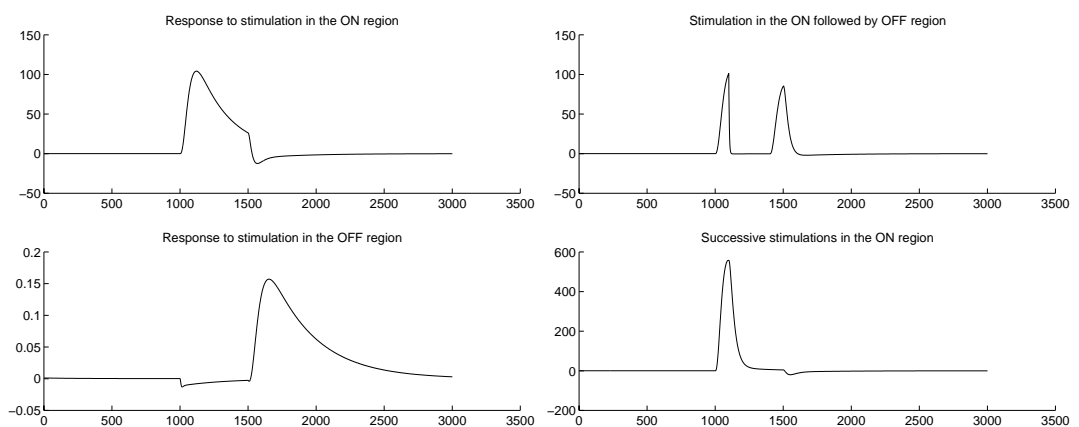 Response to stimulation in the ON region
150
100
50
0
−50
0 500 1000 1500 2000 2500 3000 3500
Stimulation in the ON followed by OFF region
150
100
50
0
−50
0 500 1000 1500 2000 2500 3000 3500
Response to stimulation in the OFF region
0.2
0.15
0.1
0.05
0
−0.05
0 500 1000 1500 2000 2500 3000 3500
Successive stimulations in the ON region
600
400
200
0
−200
0 500 1000 1500 2000 2500 3000 3500